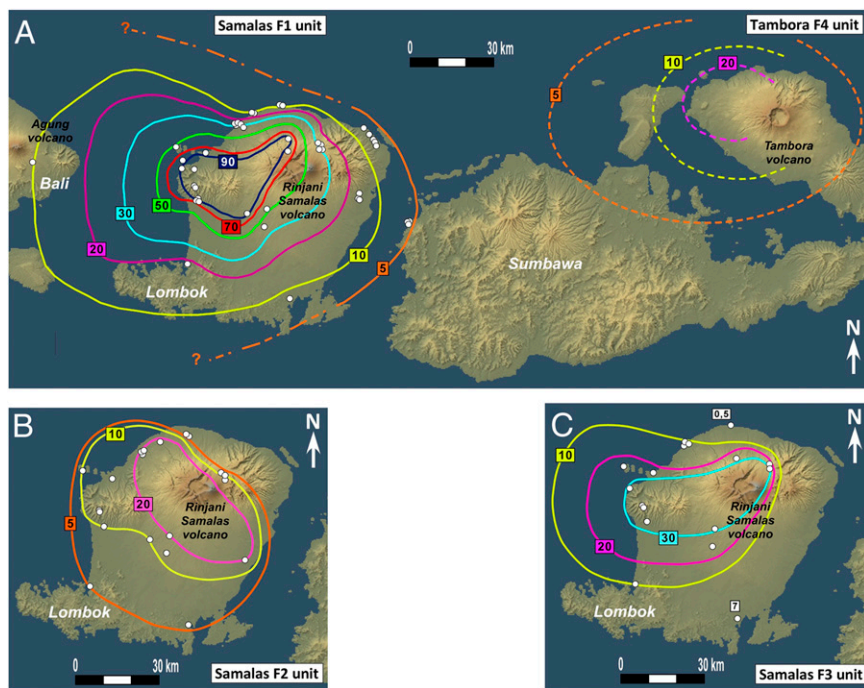 A
Samalas F1 unit
Tambora F4 unit
?
0 30 km
10
20
5
Agung
volcano
Bali
90
Tambora
volcano
Rinjani
Samalas
volcano
50
30
70
20
10
5
Sumbawa
Lombok
N
?
B
N
10
20
Rinjani
Samalas
volcano
5
Lombok
0 30 km
Samalas F2 unit
C
0,5
N
10
Rinjani
Samalas
volcano
30
20
Lombok
7
0 30 km
Samalas F3 unit